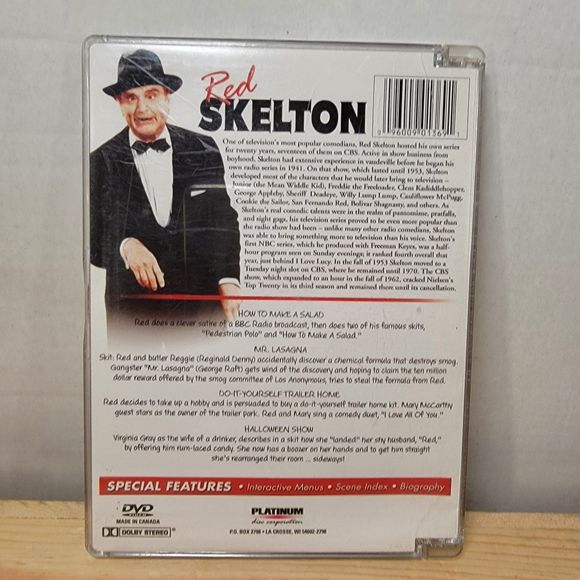 Red
SKELTON
0 96009 01369 1
One of television's most popular comedians, Red Skelton hosted his own series
for twenty years, seventeen of them on CBS. Active in show business from
boyhood, Skelton had extensive experience in vaudeville before he began his
own radio series in 1941. On that show, which lasted until 1953, Skelton
developed most of the characters that he would later bring to television –
Junior (the Mean Widdle Kid), Freddie the Freeloader, Clem Kadiddlehopper,
George Appleby, Sheriff Deadeye, Willy Lump Lump, Cauliflower McPugg,
Cookie the Sailor, San Fernando Red, Bolivar Shagnasty, and others. As
Skelton's real comedic talents were in the realm of pantomime, pratfalls,
and sight gags, his television series proved to be even more popular than
the radio show had been – unlike many other radio comedians, Skelton
was able to bring something more to television than his voice. Skelton's
first NBC series, which he produced with Freeman Keyes, was a half-
hour program seen on Sunday evenings; it ranked fourth overall that
year, just behind I Love Lucy. In the fall of 1953 Skelton moved to a
Tuesday night slot on CBS, where he remained until 1970. The CBS
show, which expanded to an hour in the fall of 1962, cracked Nielsen's
Top Twenty in its third season and remained there until its cancellation.
HOW TO MAKE A SALAD
Red does a clever satire of a BBC Radio broadcast, then does two of his famous skits,
"Pedestrian Polo" and "How To Make A Salad."
MR. LASAGNA
Skit: Red and butler Reggie (Reginald Denny) accidentally discover a chemical formula that destroys smog.
Gangster "Mr. Lasagna" (George Raft) gets wind of the discovery and hoping to claim the ten million
dollar reward offered by the smog committee of Los Anonymous, tries to steal the formula from Red.
DO-IT-YOURSELF TRAILER HOME
Red decides to take up a hobby and is persuaded to buy a do-it-yourself trailer home kit. Mary McCarthy
guest stars as the owner of the trailer park. Red and Mary sing a comedy duet, "I Love All Of You."
HALLOWEEN SHOW
Virginia Gray as the wife of a drinker, describes in a skit how she "landed" her shy husband, "Red,"
by offering him rum-laced candy. She now has a boozer on her hands and to get him straight
she's rearranged their room ... sideways!
SPECIAL FEATURES • Interactive Menus • Scene Index • Biography
DVD
VIDEO
MADE IN CANADA
DOLBY STEREO
PLATINUM
disc corporation
P.O. BOX 2798 • LA CROSSE, WI 54602-2798